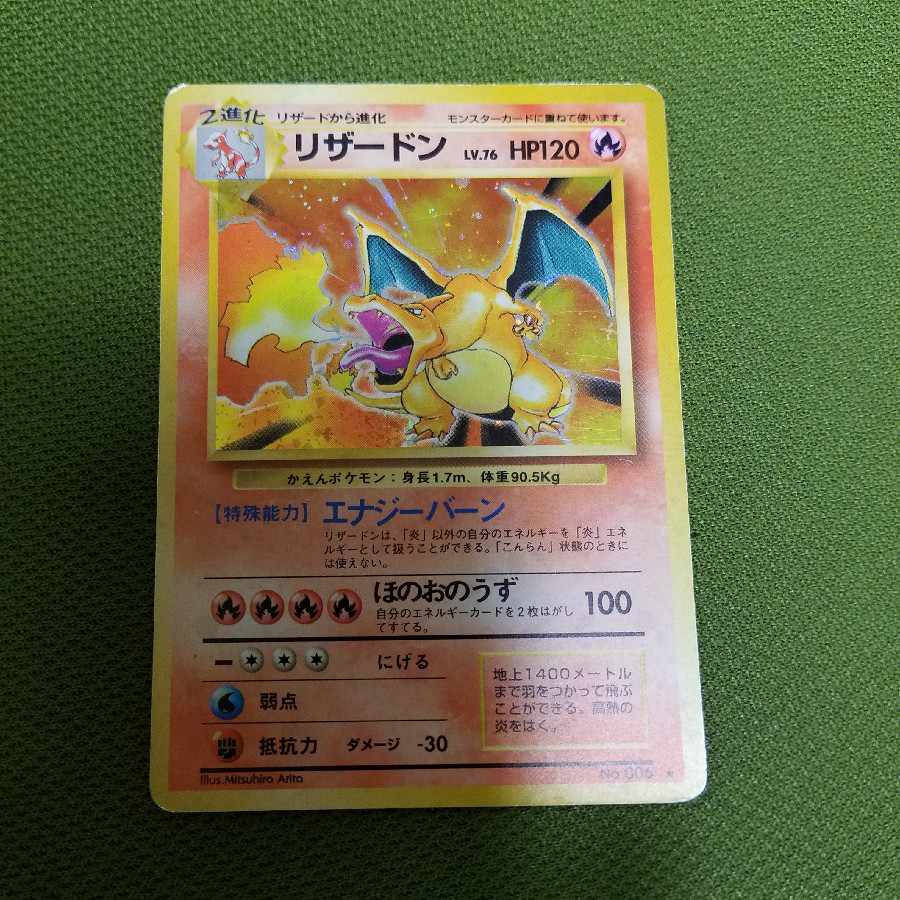 2進化 リザードから進化 モンスターカードに重ねて使います。
リザードン LV.76 HP120
かえんポケモン：身長1.7m、体重90.5Kg
【特殊能力】エナジーバーン
リザードンは、「炎」以外の自分のエネルギーを「炎」エネ
ルギーとして扱うことができる。「こんらん」状態のときに
は使えない。
ほのおのうず 100
自分のエネルギーカードを2枚はがし
てすてる。
にげる
弱点
抵抗力 ダメージ -30
地上1400メートル
まで羽をつかって飛ぶ
ことができる。高熱の
炎をはく。
Illus.Mitsuhiro Arita
No.006